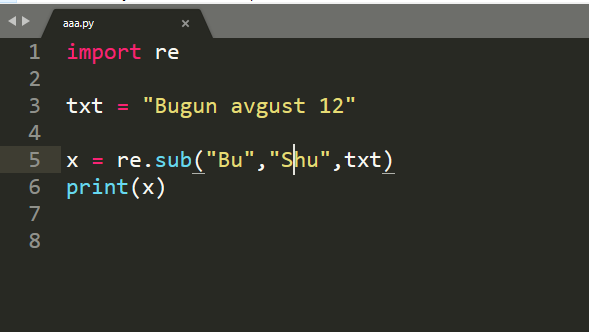 aaa.py ×
1 import re
2
3 txt = "Bugun avgust 12"
4
5 x = re.sub("Bu","Shu",txt)
6 print(x)
7
8